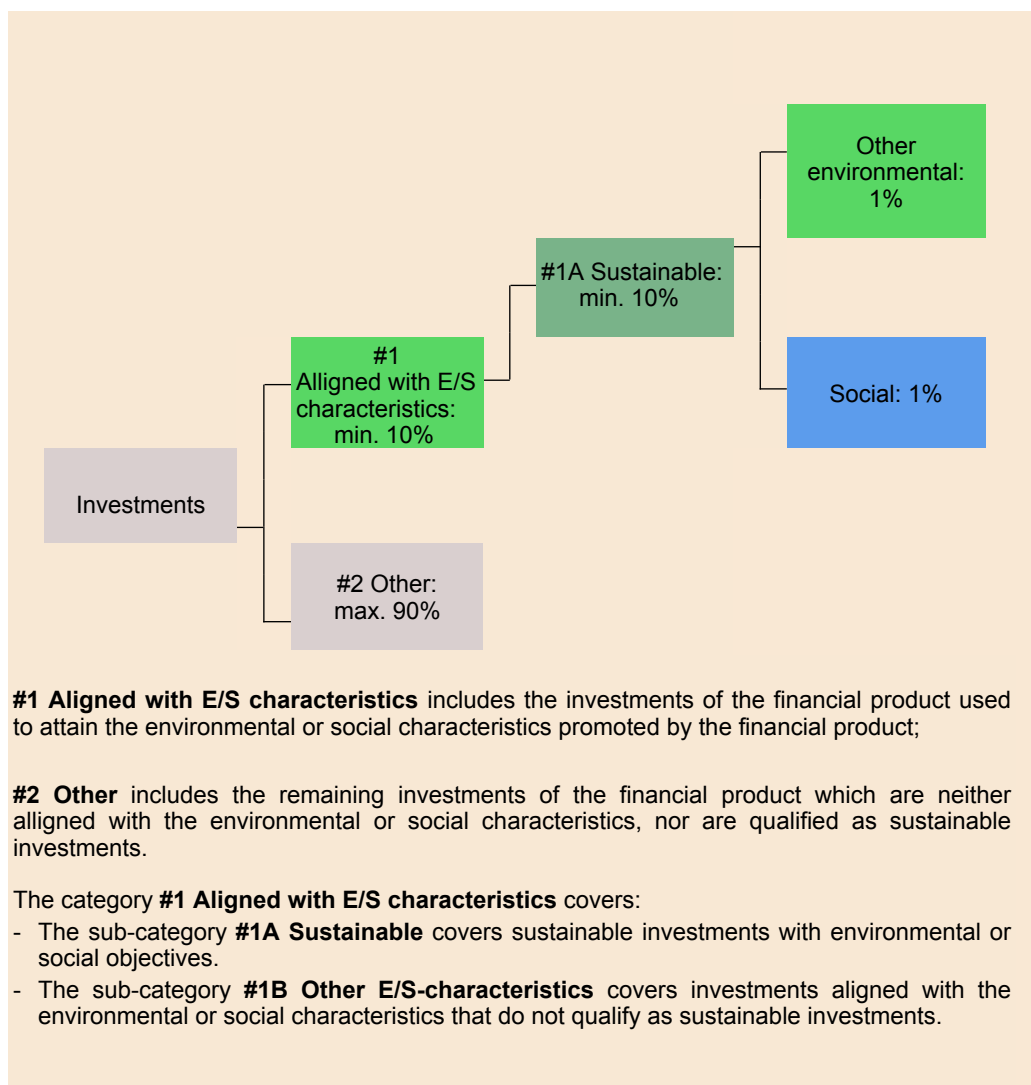 Other
environmental:
1%
#1A Sustainable:
min. 10%
#1
Alligned with E/S
characteristics:
min. 10%
Social: 1%
Investments
#2 Other:
max. 90%
#1 Aligned with E/S characteristics includes the investments of the financial product used
to attain the environmental or social characteristics promoted by the financial product;
#2 Other includes the remaining investments of the financial product which are neither
alligned with the environmental or social characteristics, nor are qualified as sustainable
investments.
The category #1 Aligned with E/S characteristics covers:
- The sub-category #1A Sustainable covers sustainable investments with environmental or
social objectives.
- The sub-category #1B Other E/S-characteristics covers investments aligned with the
environmental or social characteristics that do not qualify as sustainable investments.